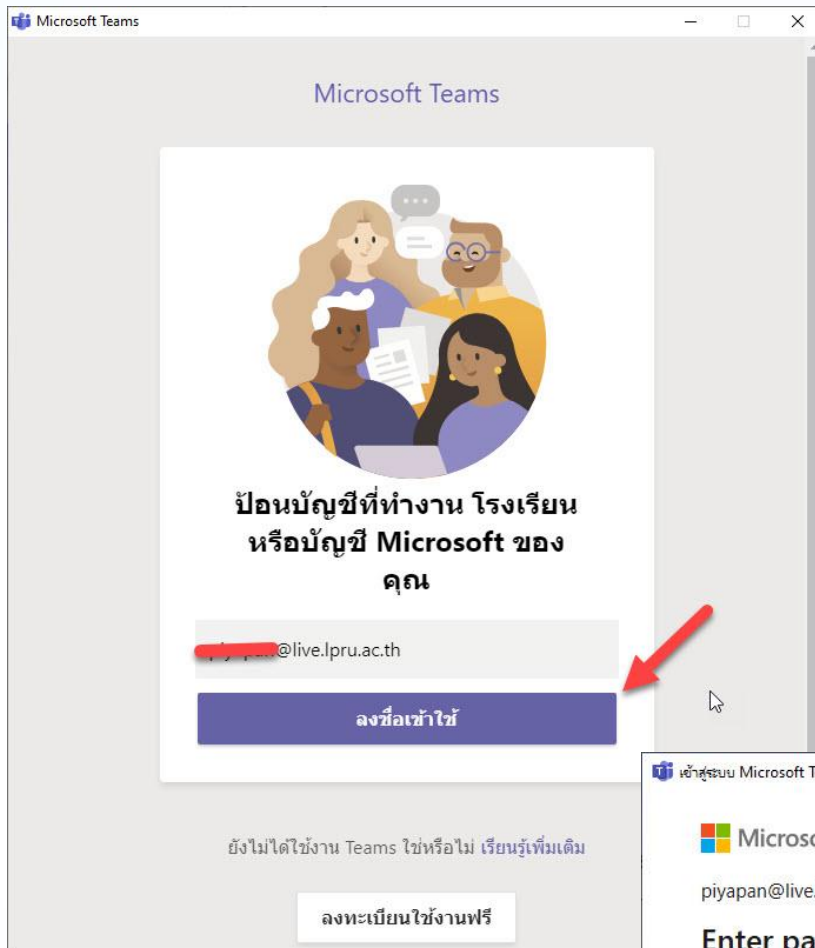 Microsoft Teams
Microsoft Teams
ป้อนบัญชีที่ทำงาน โรงเรียน
หรือบัญชี Microsoft ของ
คุณ
@live.lpru.ac.th
ลงชื่อเข้าใช้
ยังไม่ได้ใช้งาน Teams ใช่หรือไม่ เรียนรู้เพิ่มเติม
ลงทะเบียนใช้งานฟรี
เข้าสู่ระบบ Microsoft T
Microso
piyapan@live.
Enter pa